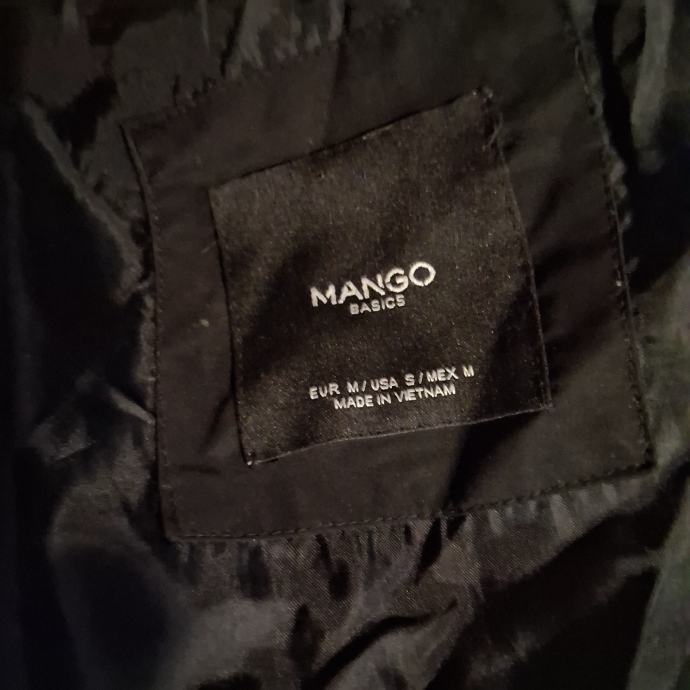 MANGO
BASICS
EUR M / USA S / MEX M
MADE IN VIETNAM